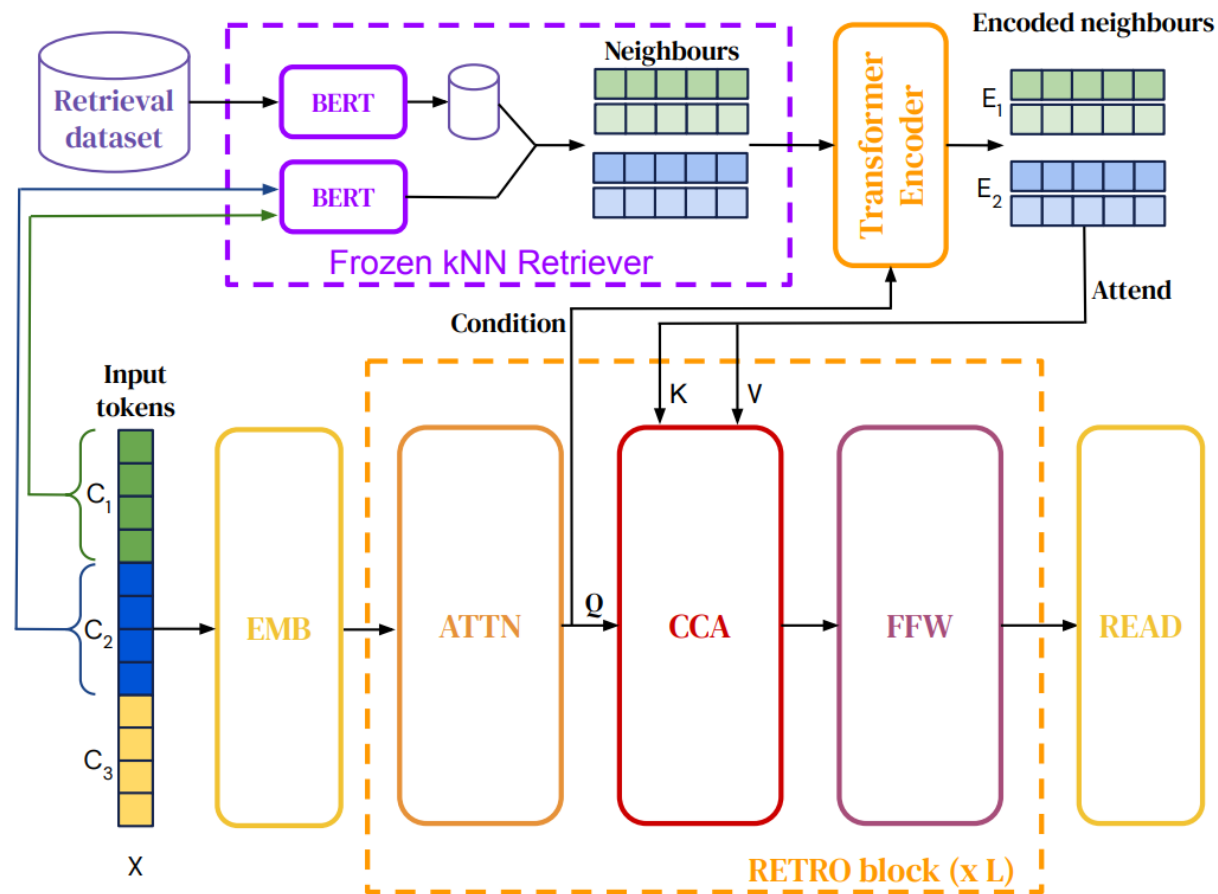 Encoded neighbours
Neighbours
Retrieval
dataset
BERT
BERT
Frozen kNN Retriever
Transformer
Encoder
E1
E2
Condition
Attend
Input
tokens
K
V
C1
C2
C3
X
EMB
ATTN
Q
CCA
FFW
READ
RETRO block (x L)